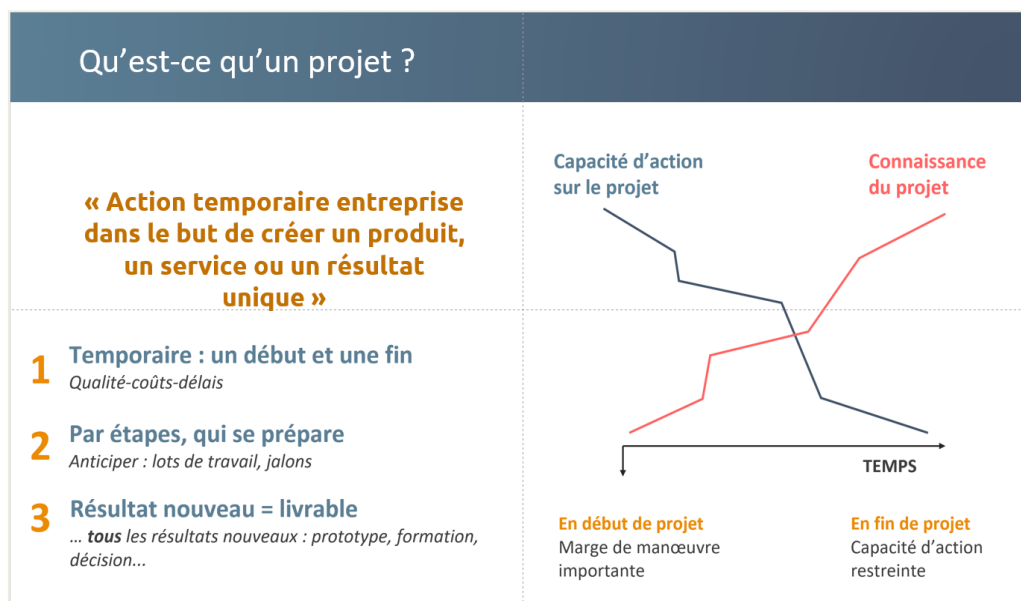 Qu’est-ce qu’un projet ?
« Action temporaire entreprise
dans le but de créer un produit,
un service ou un résultat
unique »
1
Temporaire : un début et une fin
Qualité-coûts-délais
2
Par étapes, qui se prépare
Anticiper : lots de travail, jalons
3
Résultat nouveau = livrable
... tous les résultats nouveaux : prototype, formation,
décision...
Capacité d’action
sur le projet
Connaissance
du projet
TEMPS
En début de projet
Marge de manœuvre
importante
En fin de projet
Capacité d’action
restreinte